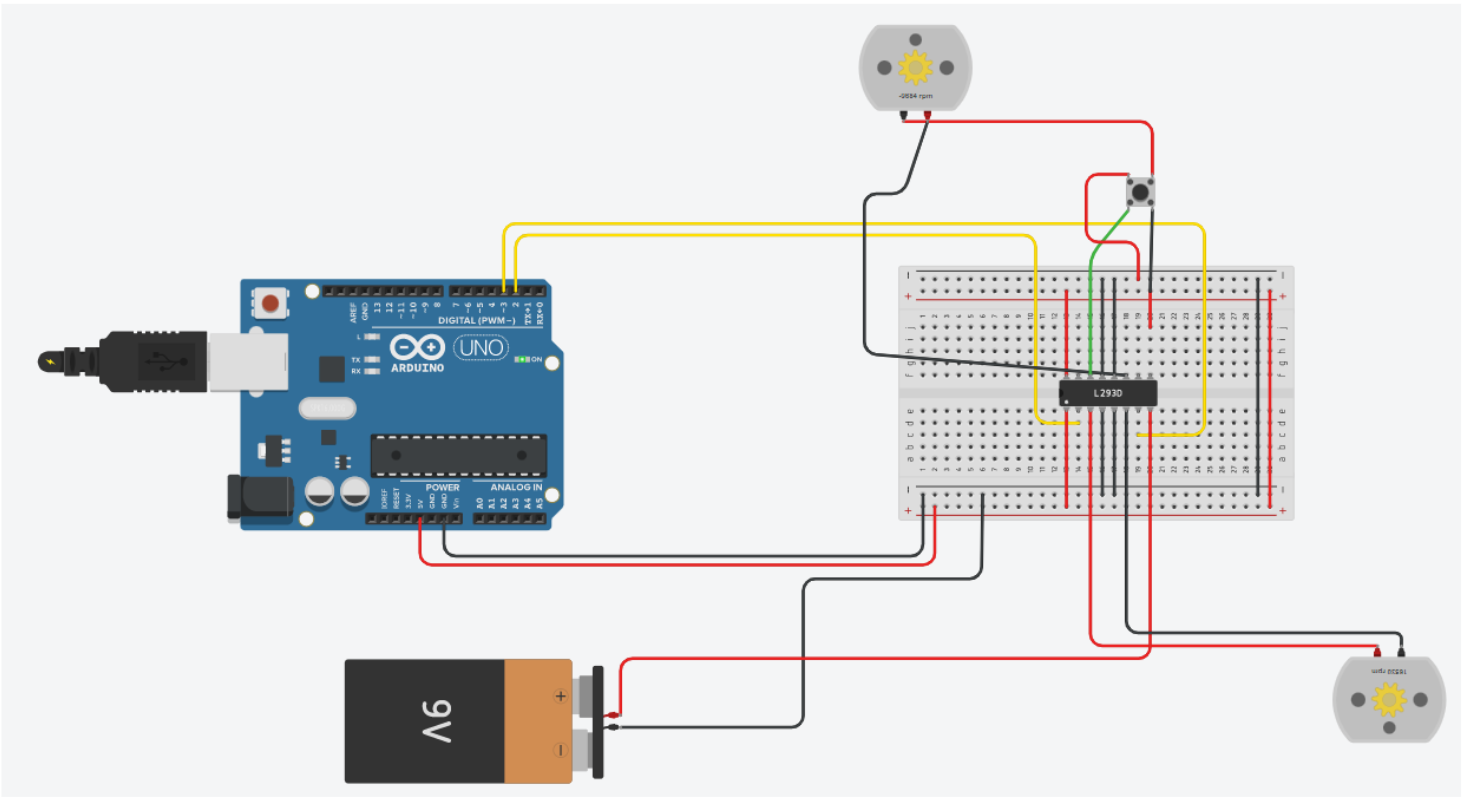 -9884 rpm
AREF
GND
13
12
~11
~10
~9
8
7
~6
~5
4
~3
2
TX→1
RX←0
DIGITAL (PWM~)
L
TX
RX
UNO
ON
ARDUINO
POWER
ANALOG IN
IOREF
RESET
3.3V
5V
GND
GND
Vin
A0
A1
A2
A3
A4
A5
L293D
1 2 3 4 5 6 7 8 9 10 11 12 13 14 15 16 17 18 19 20 21 22 23 24 25 26 27 28 29 30
j
i
h
g
f
e
d
c
b
a
9V
+